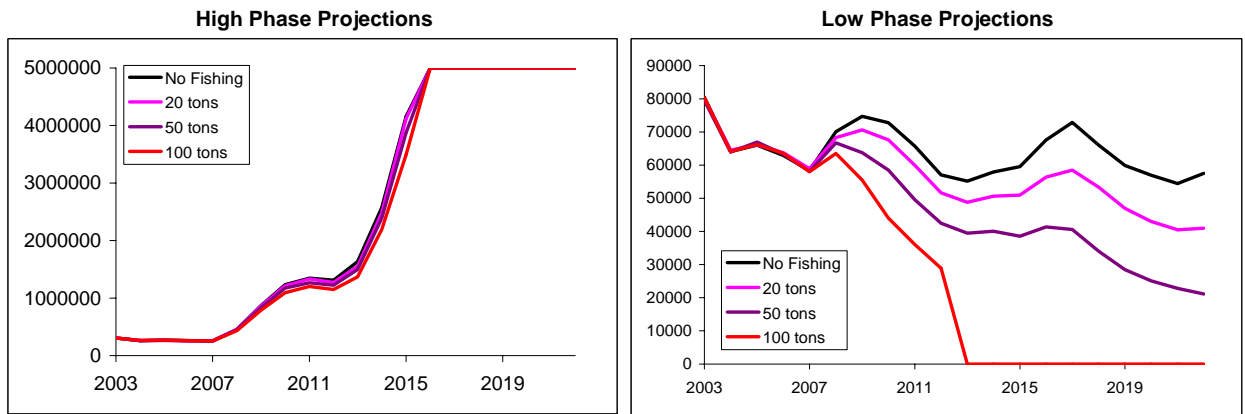 High Phase Projections
5000000
4000000
3000000
2000000
1000000
0
2003 2007 2011 2015 2019
No Fishing
20 tons
50 tons
100 tons
Low Phase Projections
90000
80000
70000
60000
50000
40000
30000
20000
10000
0
2003 2007 2011 2015 2019
No Fishing
20 tons
50 tons
100 tons